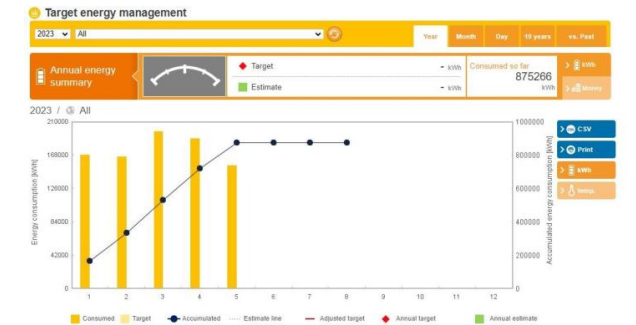 Target energy management
2023 All
Year Month Day 10 years vs. Past
Annual energy summary
Target - kWh
Estimate - kWh
Consumed so far
875266
kWh
kWh
Money
2023 / All
210000
168000
126000
84000
42000
0
Energy consumption [kWh]
1000000
800000
600000
400000
200000
0
Accumulated energy consumption [kWh]
1 2 3 4 5 6 7 8 9 10 11 12
CSV
Print
kWh
temp.
Consumed Target Accumulated Estimate line Adjusted target Annual target Annual estimate